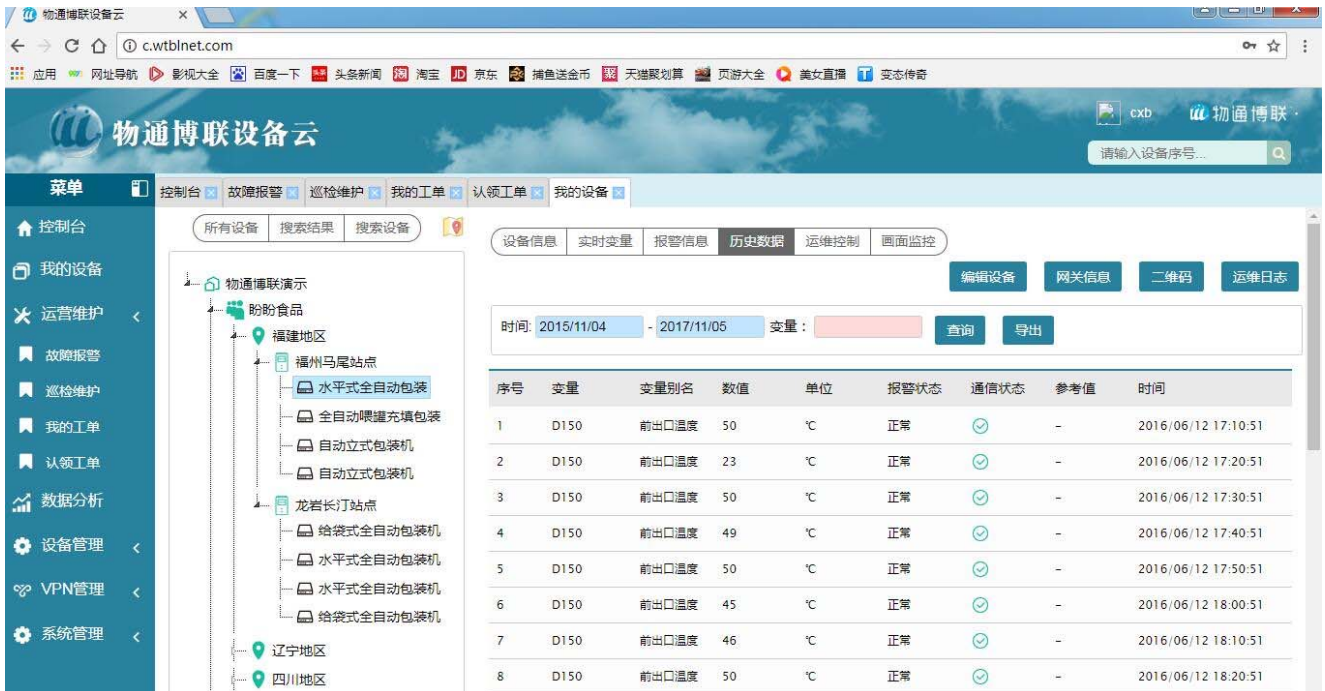 物通博联设备云
c.wtblnet.com
应用 网址导航 影视大全 百度一下 头条新闻 淘宝 京东 捕鱼送金币 天猫聚划算 页游大全 美女直播 变态传奇
物通博联设备云
cxb 物通博联
请输入设备序号...
菜单
控制台 故障报警 巡检维护 我的工单 认领工单 我的设备
控制台
我的设备
运营维护
故障报警
巡检维护
我的工单
认领工单
数据分析
设备管理
VPN管理
系统管理
所有设备 搜索结果 搜索设备
物通博联演示
盼盼食品
福建地区
福州马尾站点
水平式全自动包装
全自动喂罐充填包装
自动立式包装机
自动立式包装机
龙岩长汀站点
给袋式全自动包装机
水平式全自动包装机
水平式全自动包装机
给袋式全自动包装机
辽宁地区
四川地区
设备信息 实时变量 报警信息 历史数据 运维控制 画面监控
编辑设备 网关信息 二维码 运维日志
时间: 2015/11/04 - 2017/11/05 变量: 查询 导出
序号 变量 变量别名 数值 单位 报警状态 通信状态 参考值 时间
1 D150 前出口温度 50 ℃ 正常 - 2016/06/12 17:10:51
2 D150 前出口温度 23 ℃ 正常 - 2016/06/12 17:20:51
3 D150 前出口温度 50 ℃ 正常 - 2016/06/12 17:30:51
4 D150 前出口温度 49 ℃ 正常 - 2016/06/12 17:40:51
5 D150 前出口温度 50 ℃ 正常 - 2016/06/12 17:50:51
6 D150 前出口温度 45 ℃ 正常 - 2016/06/12 18:00:51
7 D150 前出口温度 46 ℃ 正常 - 2016/06/12 18:10:51
8 D150 前出口温度 50 ℃ 正常 - 2016/06/12 18:20:51